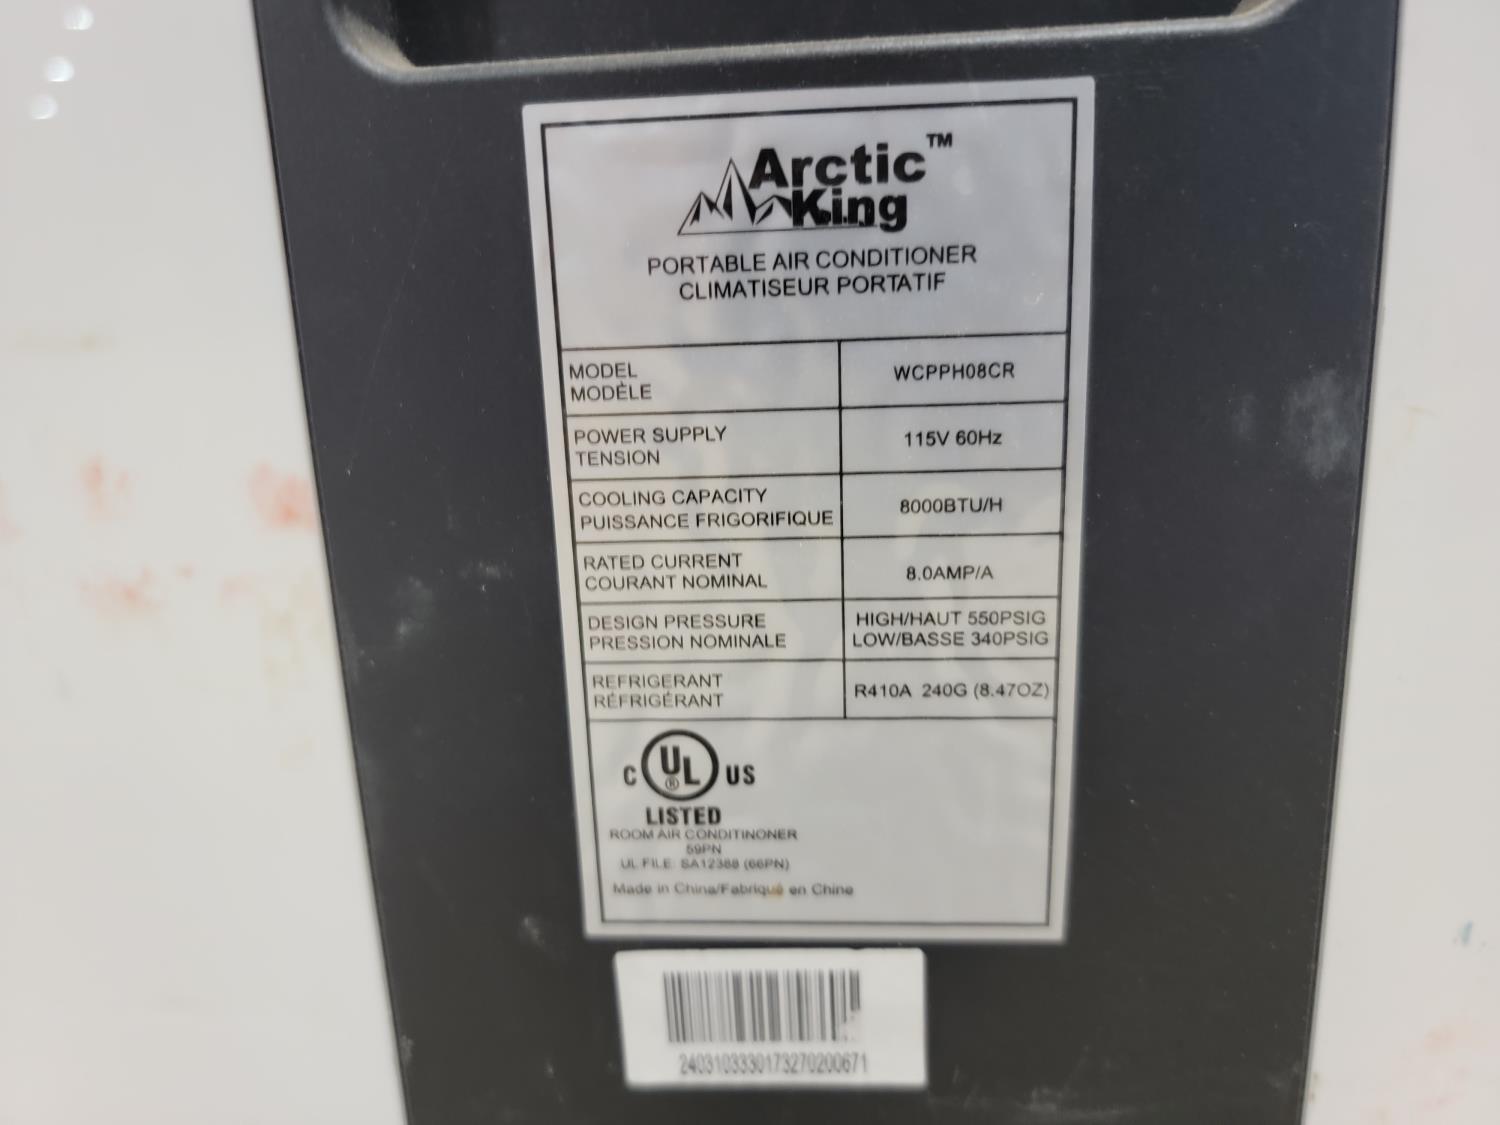 Arctic™
King
PORTABLE AIR CONDITIONER
CLIMATISEUR PORTATIF
MODEL
MODÈLE
WCPPH08CR
POWER SUPPLY
TENSION
115V 60Hz
COOLING CAPACITY
PUISSANCE FRIGORIFIQUE
8000BTU/H
RATED CURRENT
COURANT NOMINAL
8.0AMP/A
DESIGN PRESSURE
PRESSION NOMINALE
HIGH/HAUT 550PSIG
LOW/BASSE 340PSIG
REFRIGERANT
RÉFRIGÉRANT
R410A 240G (8.47OZ)
C UL® US
LISTED
ROOM AIR CONDITINONER
59PN
UL FILE: SA12388 (66PN)
Made in China/Fabriqué en Chine
2403103330173270200671